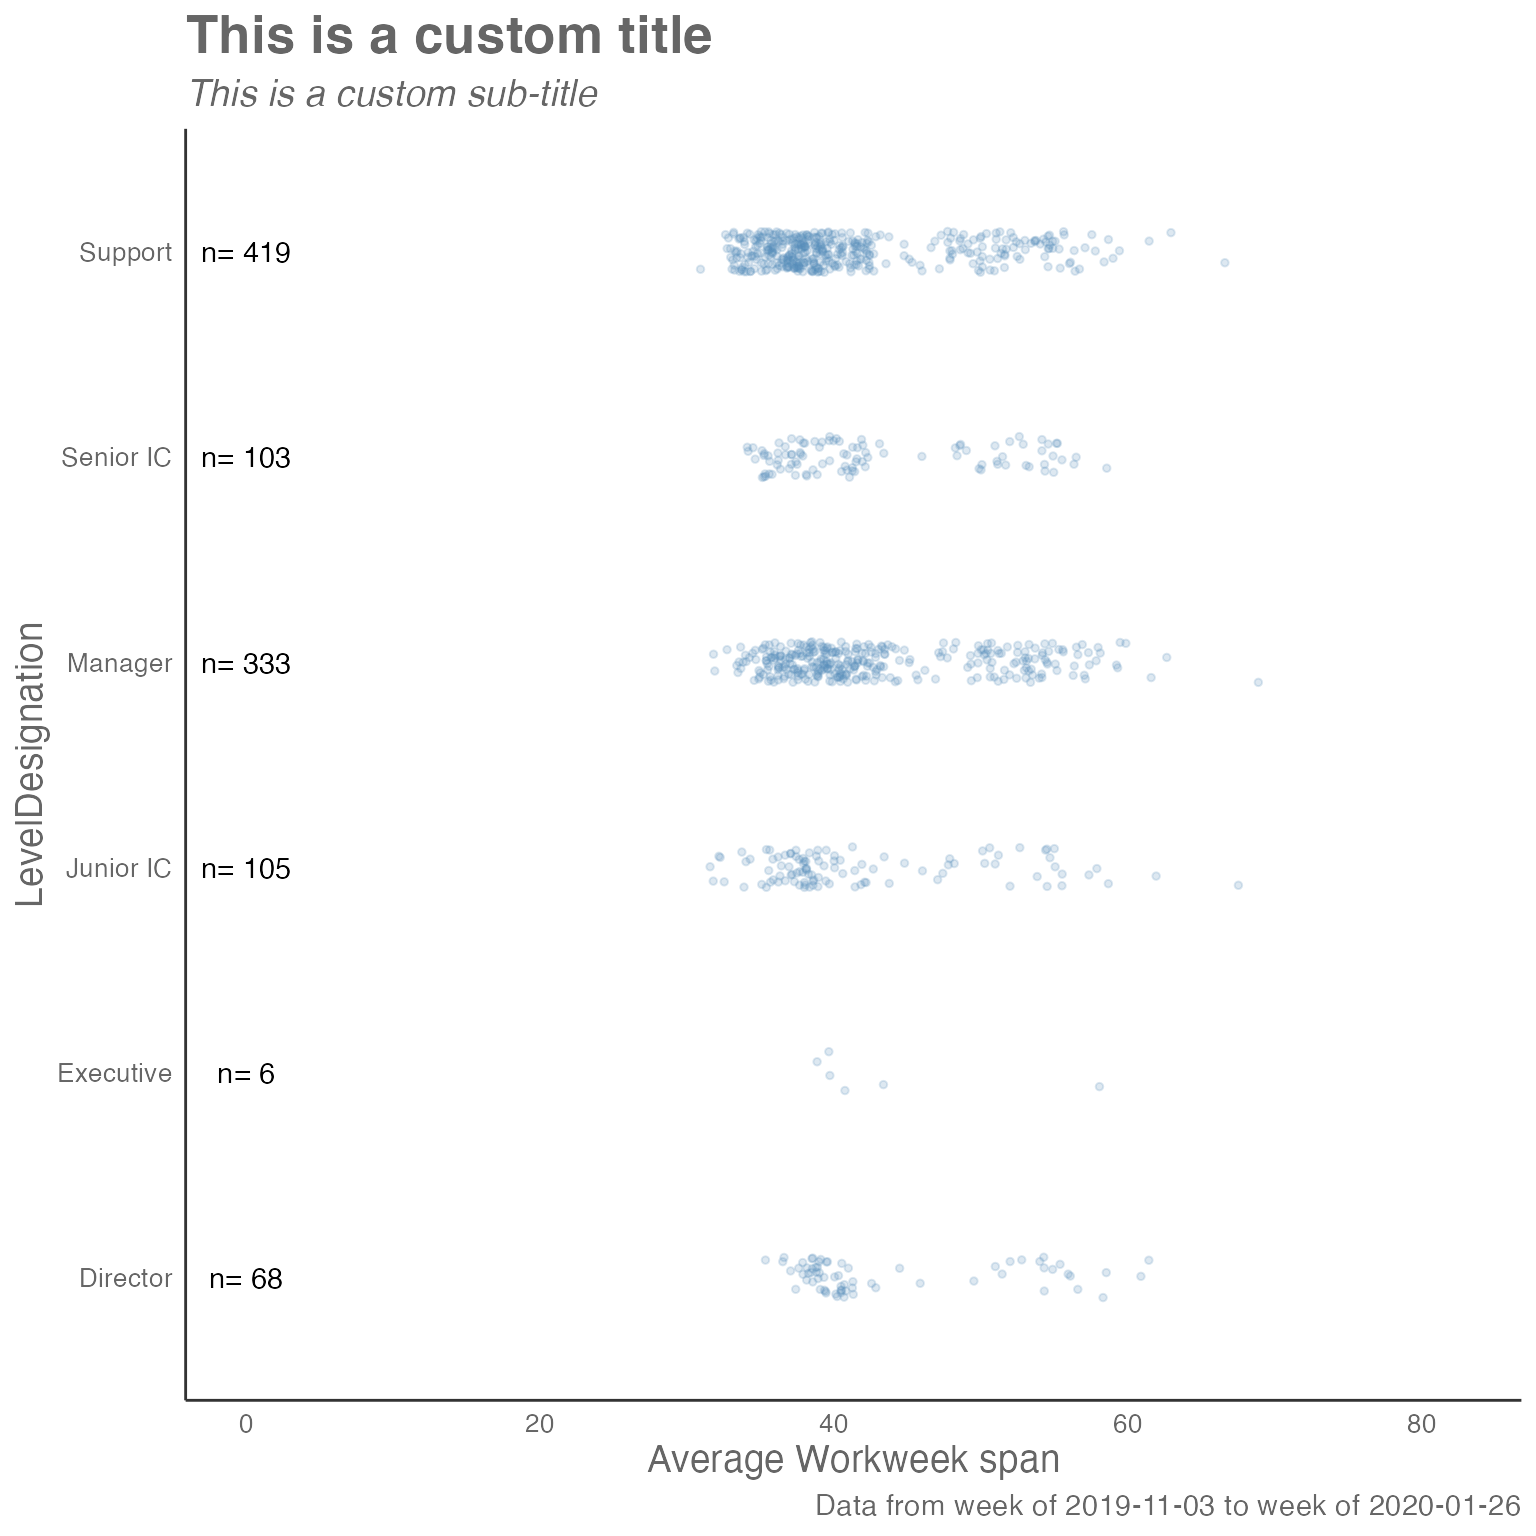 This is a custom title
This is a custom sub-title
LevelDesignation
Support n= 419
Senior IC n= 103
Manager n= 333
Junior IC n= 105
Executive n= 6
Director n= 68
0 20 40 60 80
Average Workweek span
Data from week of 2019-11-03 to week of 2020-01-26